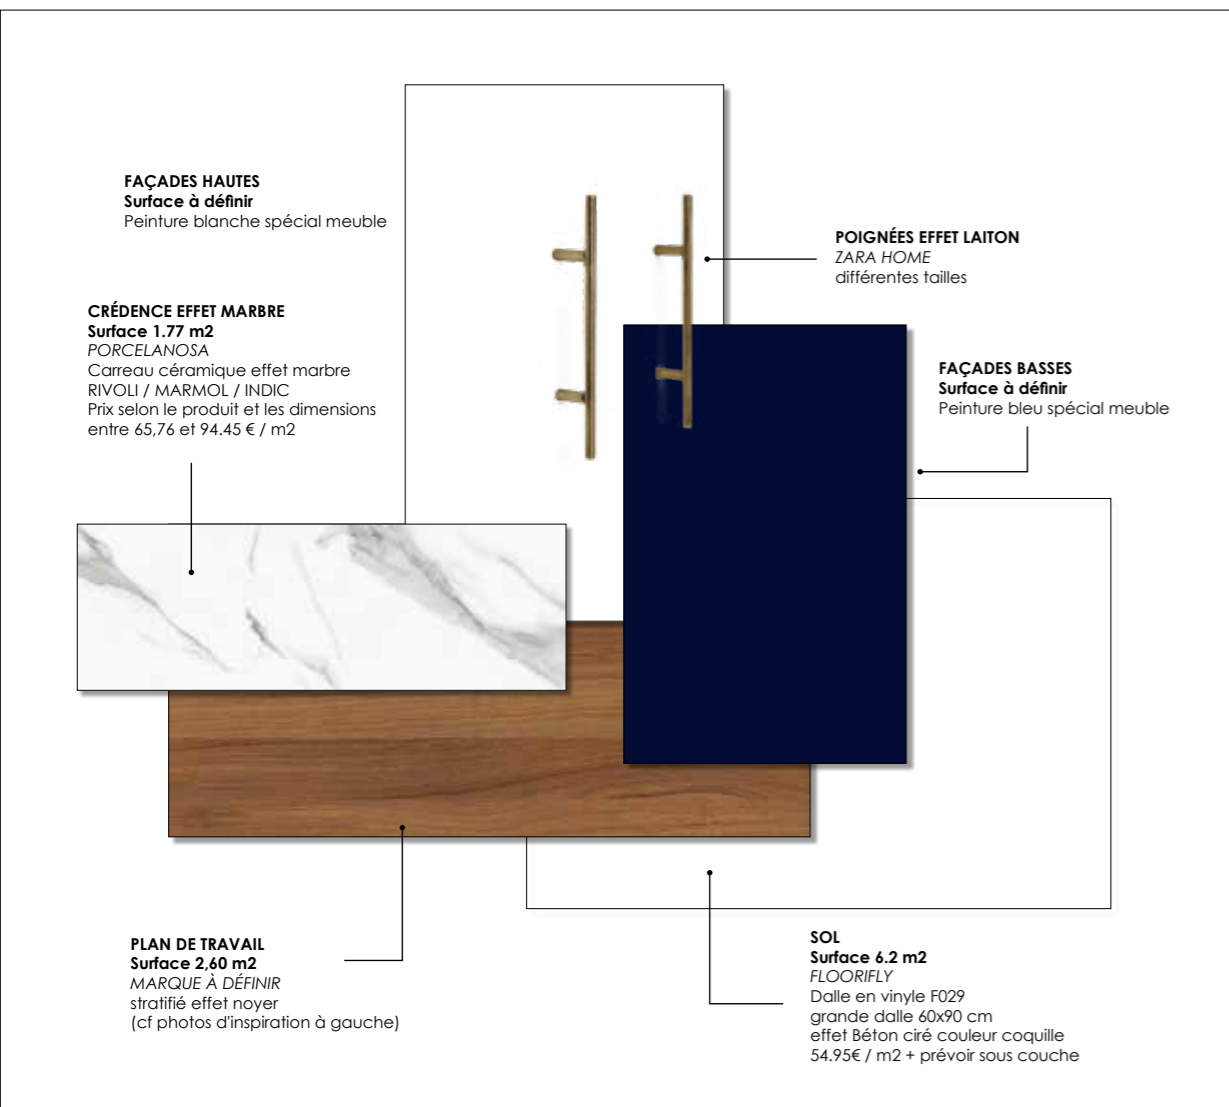 FAÇADES HAUTES
Surface à définir
Peinture blanche spécial meuble
POIGNÉES EFFET LAITON
ZARA HOME
différentes tailles
CRÉDENCE EFFET MARBRE
Surface 1.77 m2
PORCELANOSA
Carreau céramique effet marbre
RIVOLI / MARMOL / INDIC
Prix selon le produit et les dimensions
entre 65,76 et 94.45 € / m2
FAÇADES BASSES
Surface à définir
Peinture bleu spécial meuble
PLAN DE TRAVAIL
Surface 2,60 m2
MARQUE À DÉFINIR
stratifié effet noyer
(cf photos d'inspiration à gauche)
SOL
Surface 6.2 m2
FLOORIFLY
Dalle en vinyle F029
grande dalle 60x90 cm
effet Béton ciré couleur coquille
54.95€ / m2 + prévoir sous couche